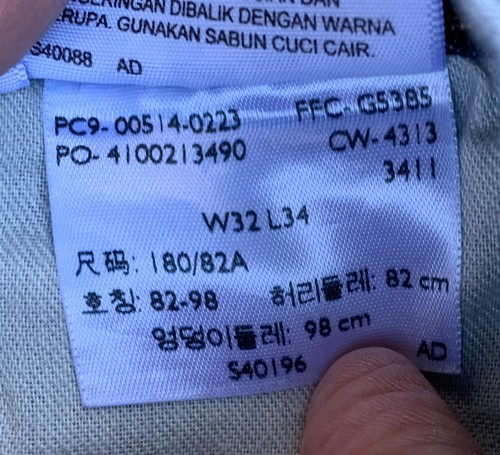 DAN
KERINGAN DIBALIK DENGAN WARNA
RUPA. GUNAKAN SABUN CUCI CAIR.
S40088 AD
PC9- 00514-0223 FFC- G5385
PO- 4100213490 CW- 4313
3411
W32 L34
尺码: 180/82A
호칭: 82-98 허리둘레: 82 cm
엉덩이둘레: 98 cm
S40196 AD